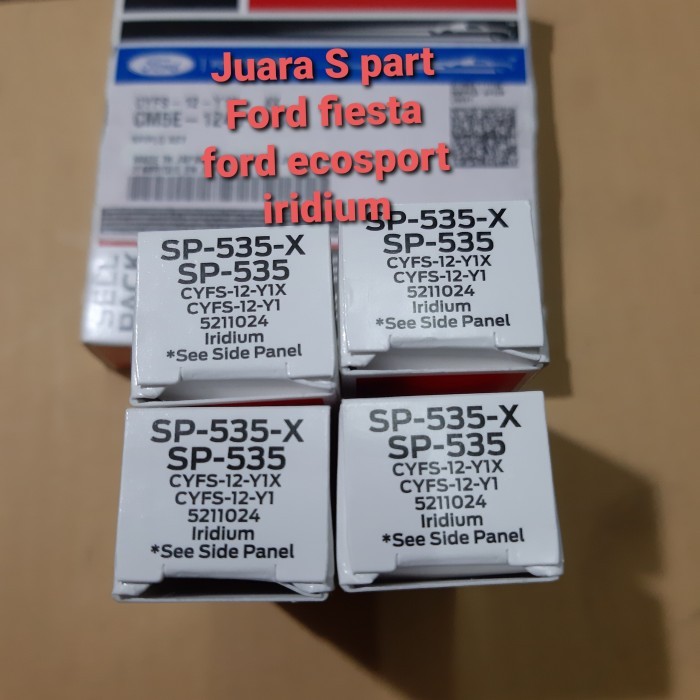 Juara S part
Ford fiesta
ford ecosport
iridium
SP-535-X
SP-535
CYFS-12-Y1X
CYFS-12-Y1
5211024
Iridium
*See Side Panel
SP-535-X
SP-535
CYFS-12-Y1X
CYFS-12-Y1
5211024
Iridium
*See Side Panel
SP-535-X
SP-535
CYFS-12-Y1X
CYFS-12-Y1
5211024
Iridium
*See Side Panel
SP-535-X
SP-535
CYFS-12-Y1X
CYFS-12-Y1
5211024
Iridium
*See Side Panel